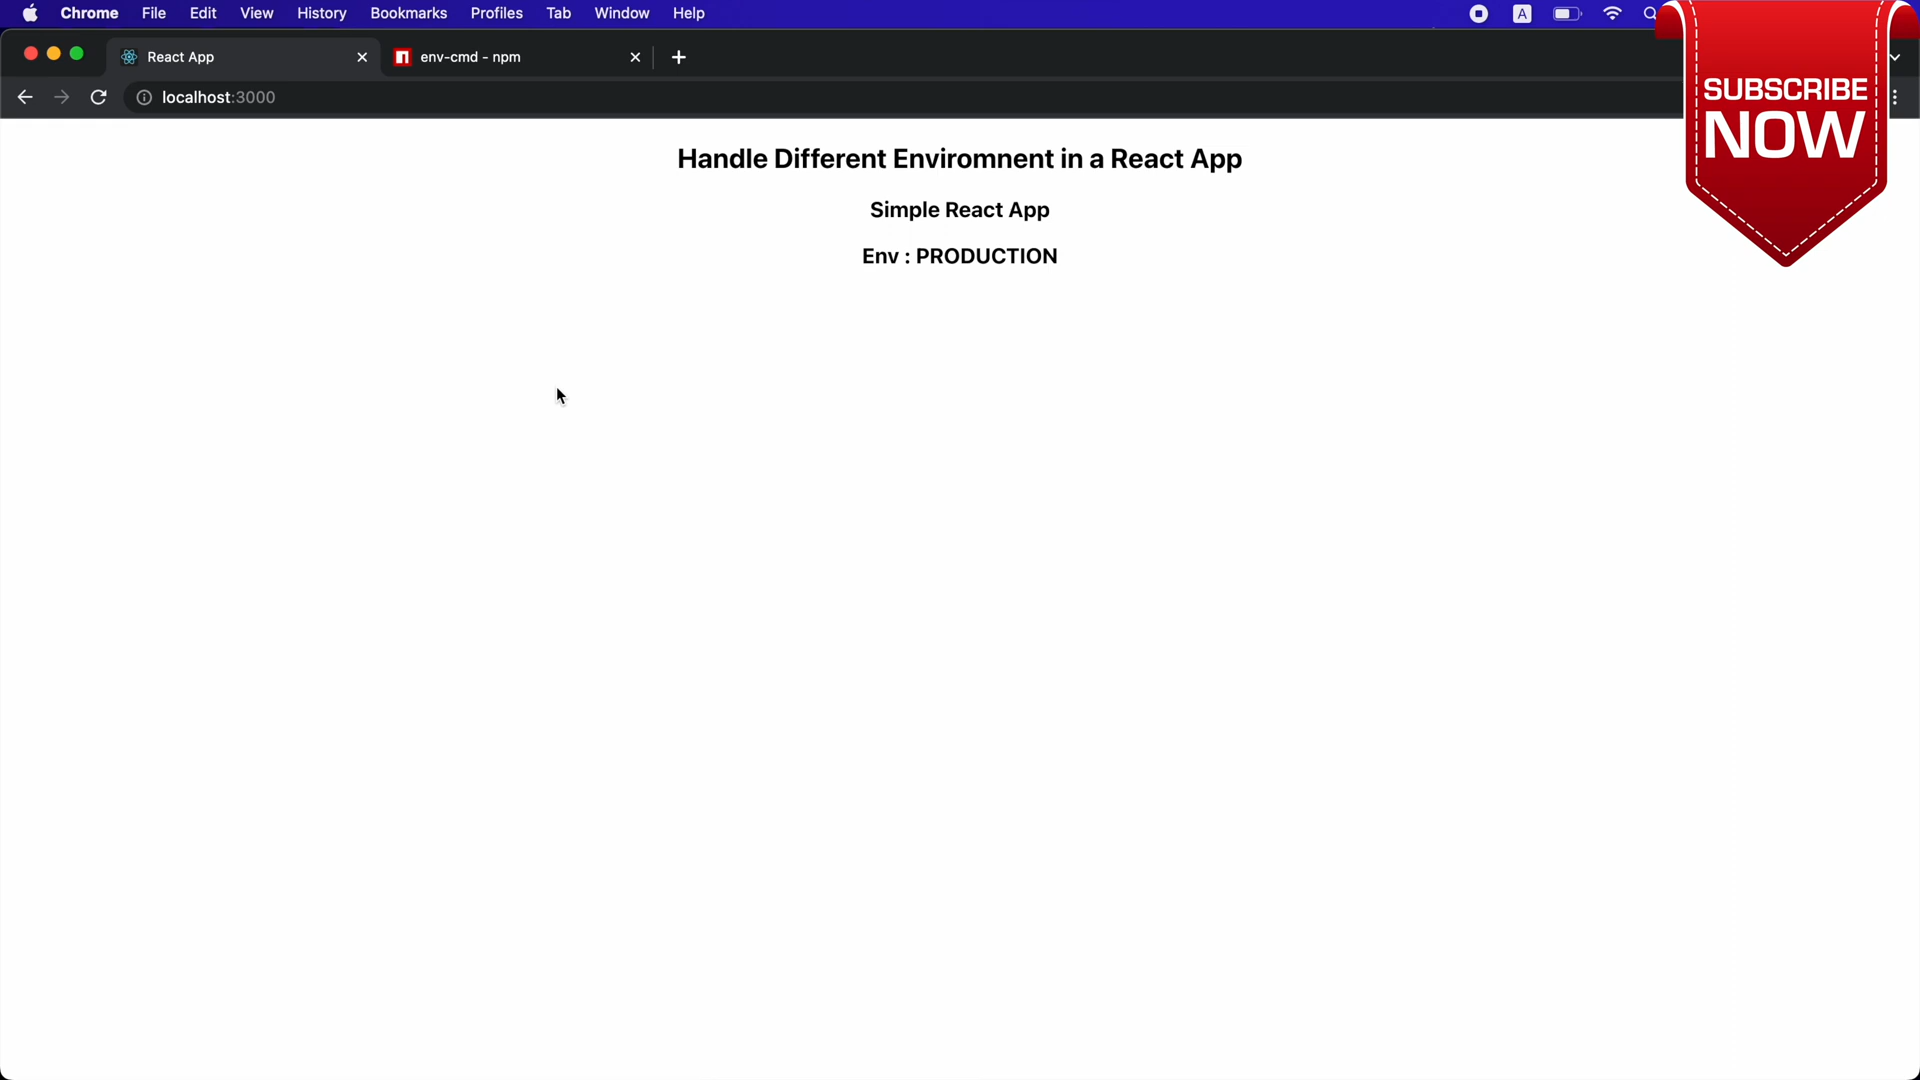 Chrome File Edit View History Bookmarks Profiles Tab Window Help A
React App env-cmd - npm
localhost:3000
SUBSCRIBE
NOW
Handle Different Enviromnent in a React App
Simple React App
Env : PRODUCTION